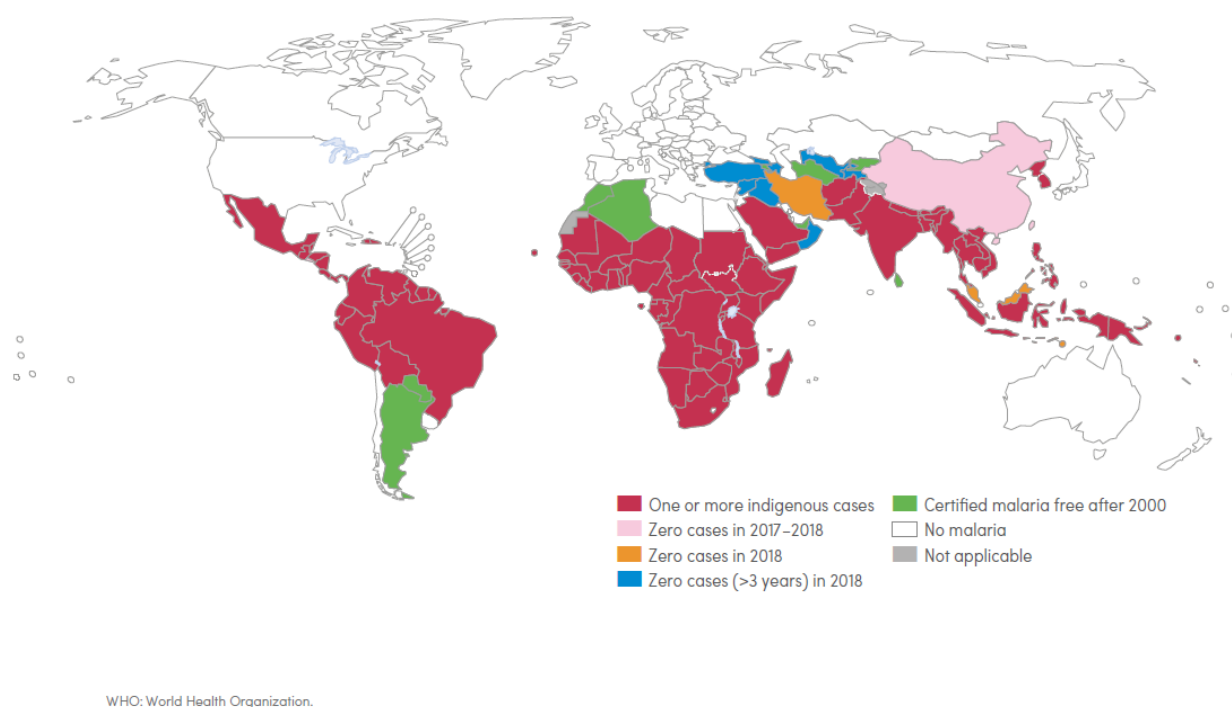 One or more indigenous cases
Zero cases in 2017–2018
Zero cases in 2018
Zero cases (>3 years) in 2018
Certified malaria free after 2000
No malaria
Not applicable
WHO: World Health Organization.